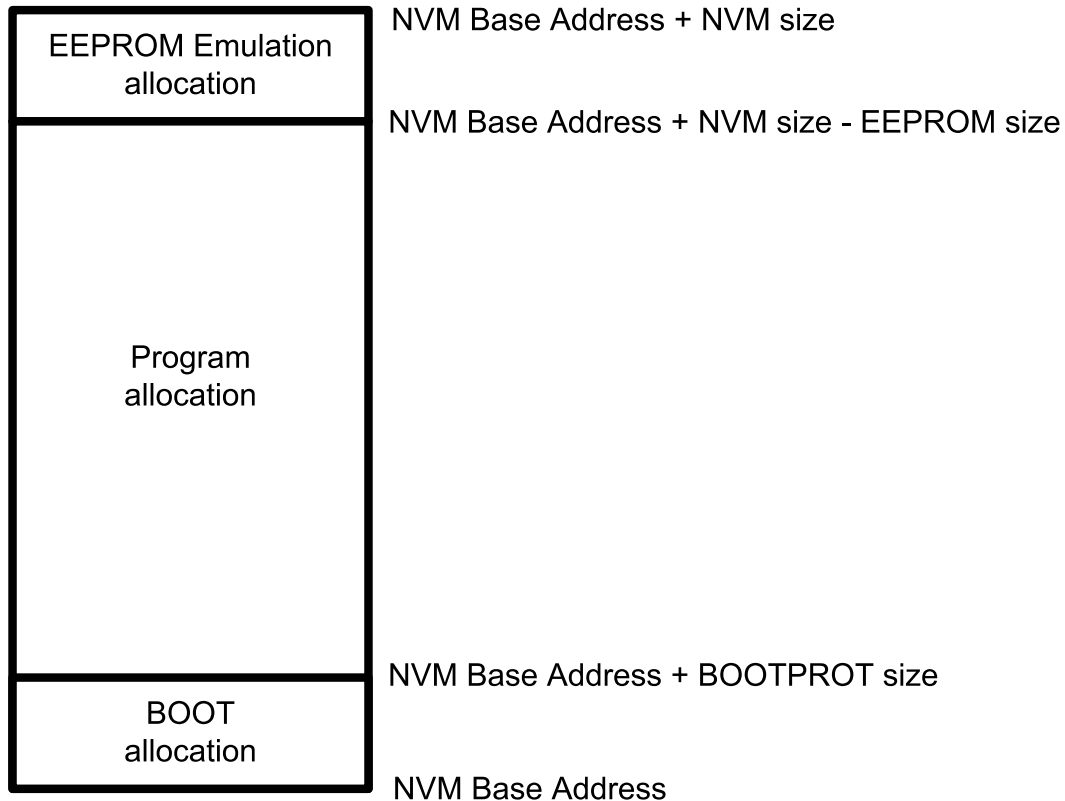 NVM Base Address + NVM size
EEPROM Emulation
allocation
NVM Base Address + NVM size - EEPROM size
Program
allocation
NVM Base Address + BOOTPROT size
BOOT
allocation
NVM Base Address